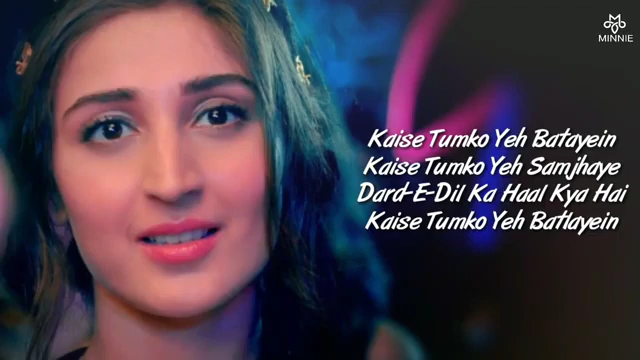 MINNIE
Kaise Tumko Yeh Batayein
Kaise Tumko Yeh Samjhaye
Dard-E-Dil Ka Haal Kya Hai
Kaise Tumko Yeh Batlayein